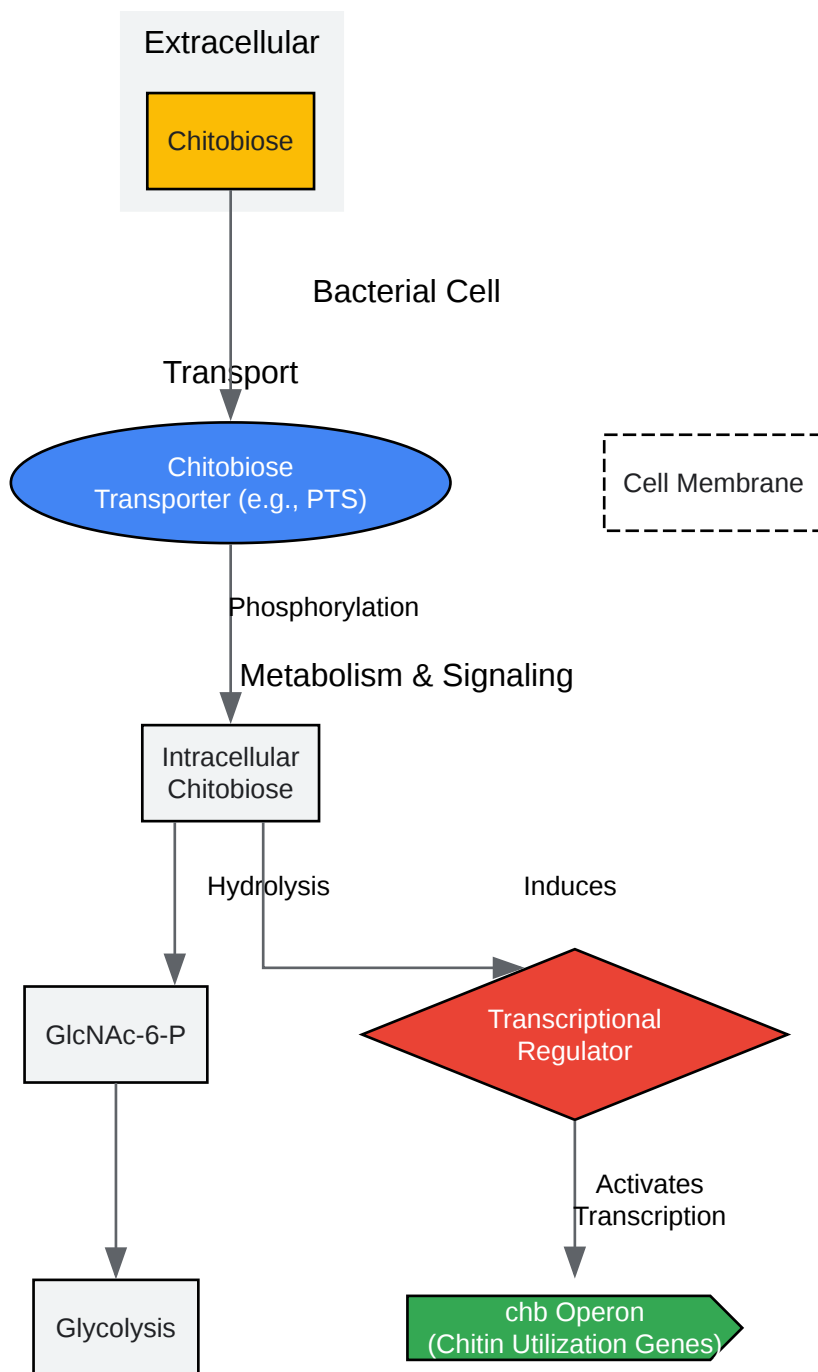 Extracellular
Chitobiose
Bacterial Cell
Transport
Chitobiose
Transporter (e.g., PTS)
Cell Membrane
Phosphorylation
Metabolism & Signaling
Intracellular
Chitobiose
Hydrolysis
Induces
GlcNAc-6-P
Transcriptional
Regulator
Activates
Transcription
Glycolysis
chb Operon
(Chitin Utilization Genes)